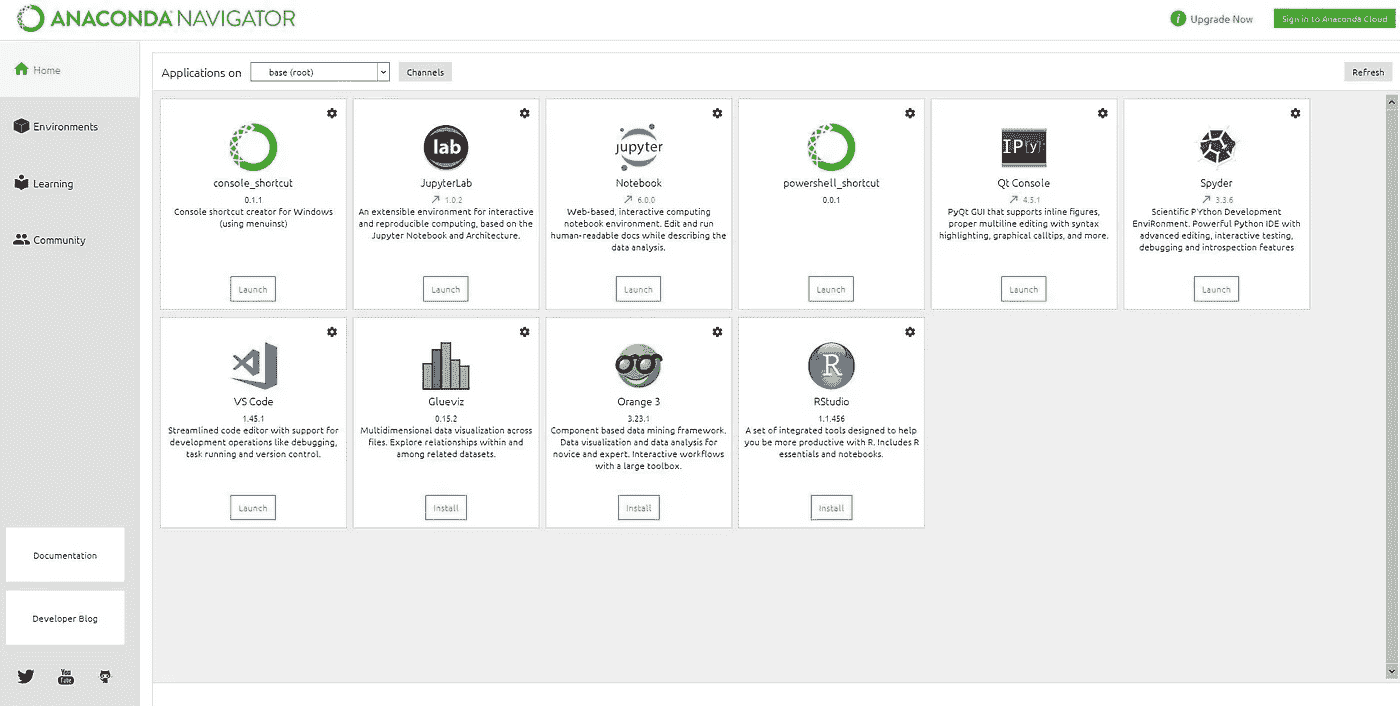 ANACONDA NAVIGATOR
i Upgrade Now
Sign in to Anaconda Cloud
Home
Environments
Learning
Community
Documentation
Developer Blog
You
Tube
Applications on
base (root)
Channels
Refresh
console_shortcut
0.1.1
Console shortcut creator for Windows
(using menuinst)
Launch
lab
JupyterLab
1.0.2
An extensible environment for interactive
and reproducible computing, based on the
Jupyter Notebook and Architecture.
Launch
jupyter
Notebook
6.0.0
Web-based, interactive computing
notebook environment. Edit and run
human-readable docs while describing the
data analysis.
Launch
powershell_shortcut
0.0.1
Launch
IP[y]:
Qt Console
4.5.1
PyQt GUI that supports inline figures,
proper multiline editing with syntax
highlighting, graphical calltips, and more.
Launch
Spyder
3.3.6
Scientific PYthon Development
EnviRonment. Powerful Python IDE with
advanced editing, interactive testing,
debugging and introspection features
Launch
VS Code
1.45.1
Streamlined code editor with support for
development operations like debugging,
task running and version control.
Launch
Glueviz
0.15.2
Multidimensional data visualization across
files. Explore relationships within and
among related datasets.
Install
Orange 3
3.23.1
Component based data mining framework.
Data visualization and data analysis for
novice and expert. Interactive workflows
with a large toolbox.
Install
R
RStudio
1.1.456
A set of integrated tools designed to help
you be more productive with R. Includes R
essentials and notebooks.
Install